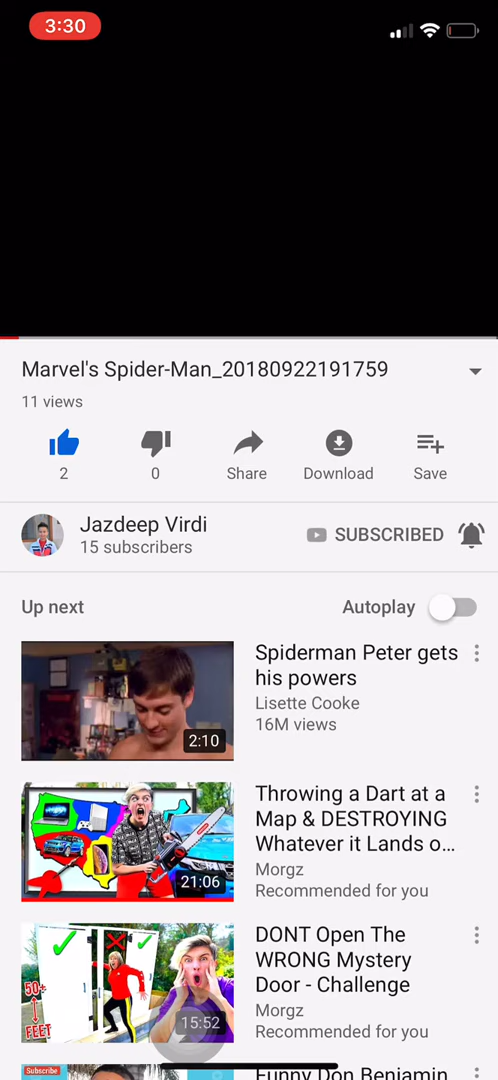 3:30
Marvel's Spider-Man_20180922191759
11 views
2
0
Share
Download
Save
Jazdeep Virdi
15 subscribers
SUBSCRIBED
Up next
Autoplay
Spiderman Peter gets
his powers
Lisette Cooke
16M views
2:10
Throwing a Dart at a
Map & DESTROYING
Whatever it Lands o...
Morgz
Recommended for you
21:06
DONT Open The
WRONG Mystery
Door - Challenge
Morgz
Recommended for you
50+
FEET
15:52
Subscribe
Funny Don Benjamin